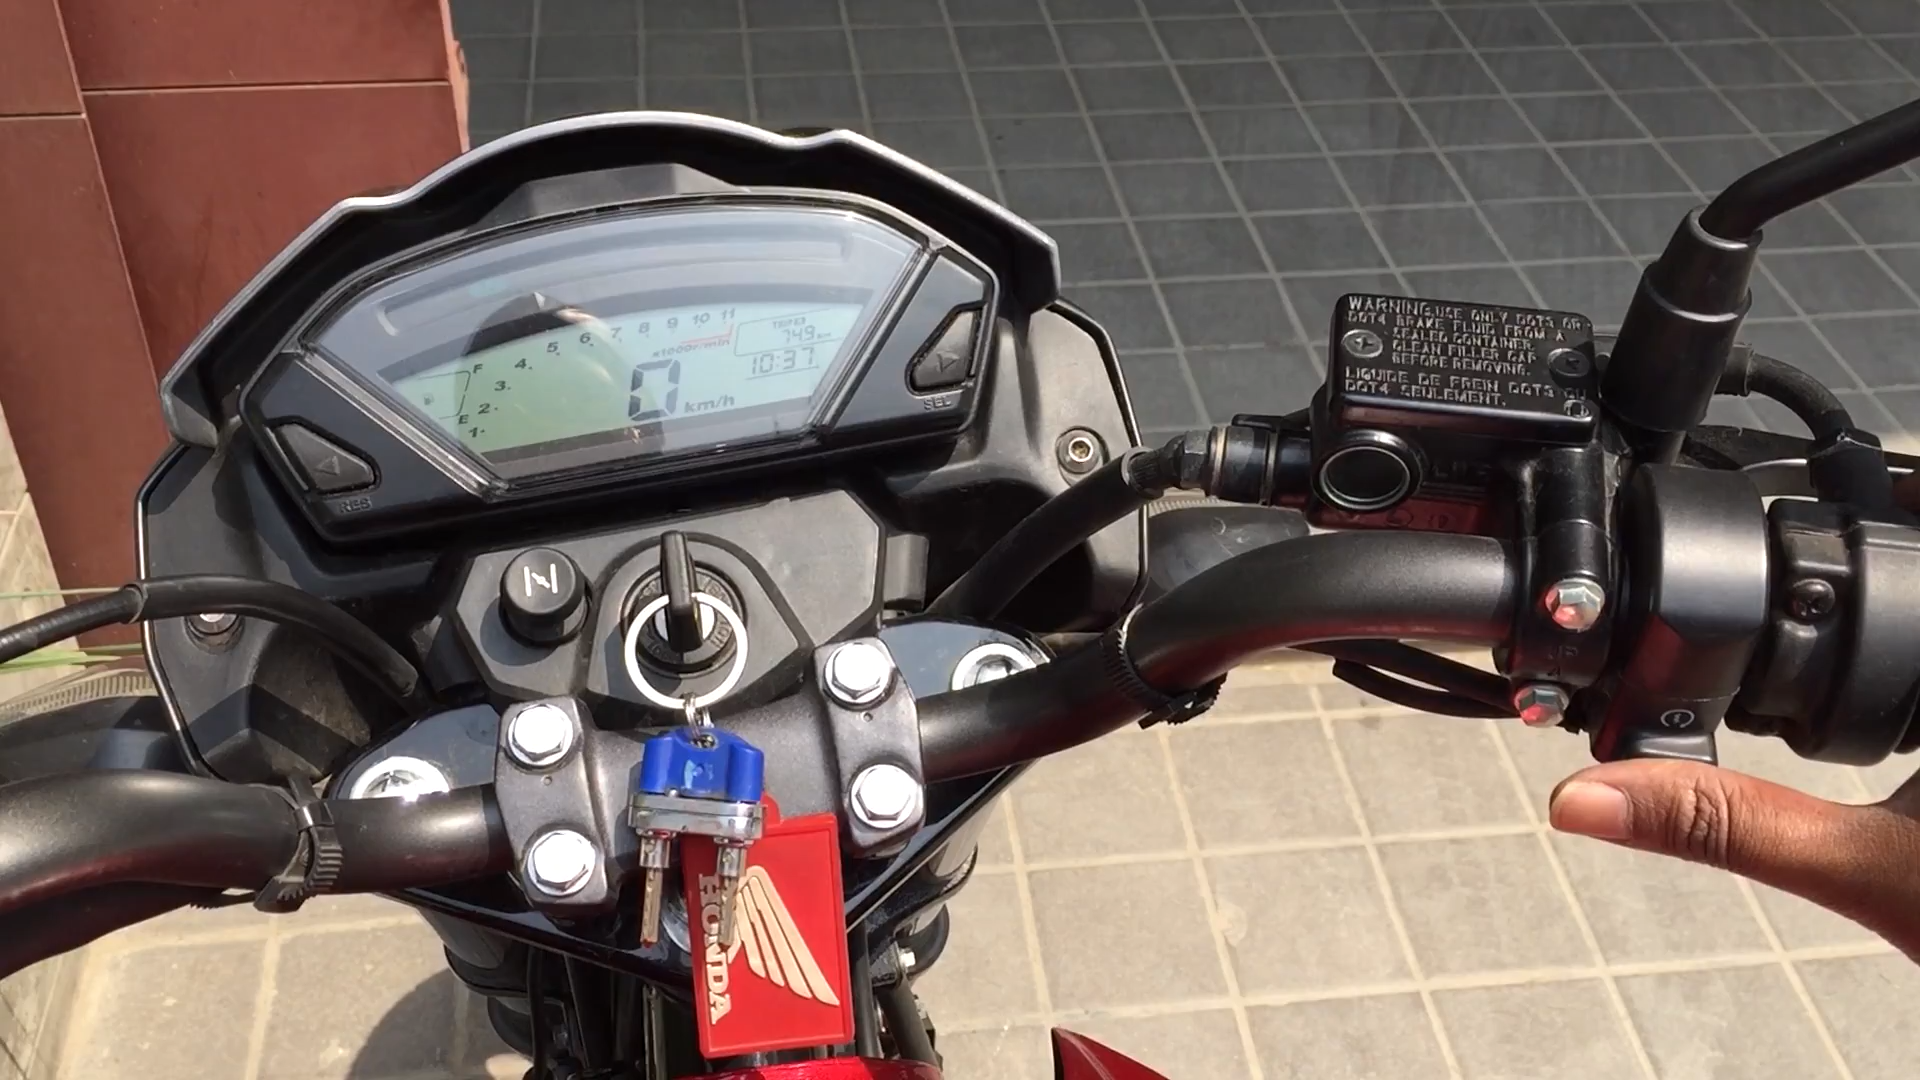 WARNING.USE ONLY DOT3 OR
DOT4 BRAKE FLUID FROM A
SEALED CONTAINER.
CLEAN FILLER CAP
BEFORE REMOVING.
LIQUIDE DE FREIN DOT3 OU
DOT4 SEULEMENT.
1 2 3 4 5 6 7 8 9 10 11
x1000r/min
F
E
0 km/h
10:37
SEL
RES
HONDA